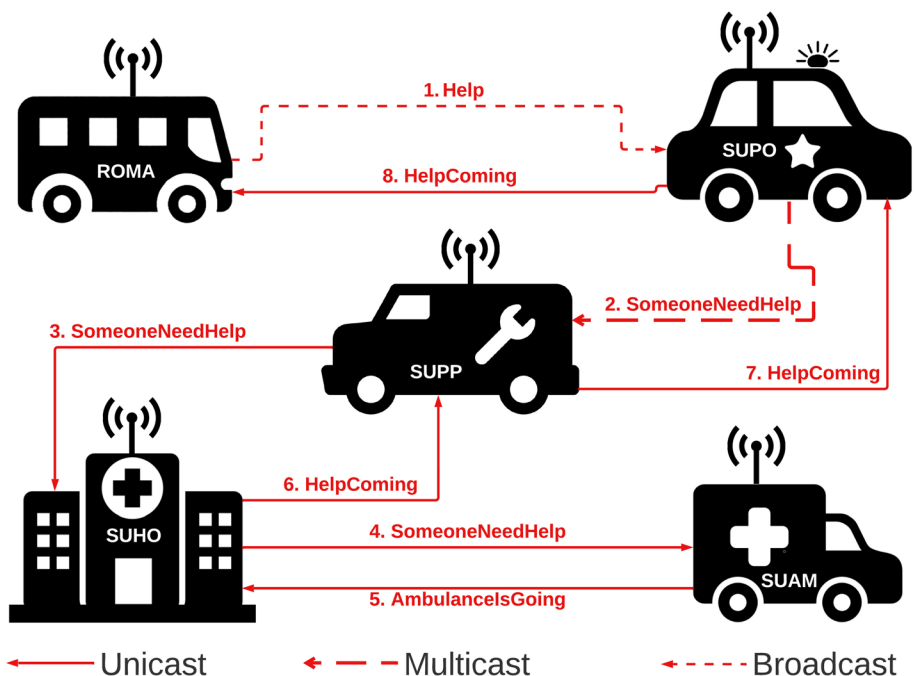 1. Help
ROMA
SUPO
8. HelpComing
2. SomeoneNeedHelp
3. SomeoneNeedHelp
SUPP
7. HelpComing
6. HelpComing
SUHO
4. SomeoneNeedHelp
SUAM
5. AmbulanceIsGoing
Unicast
Multicast
Broadcast